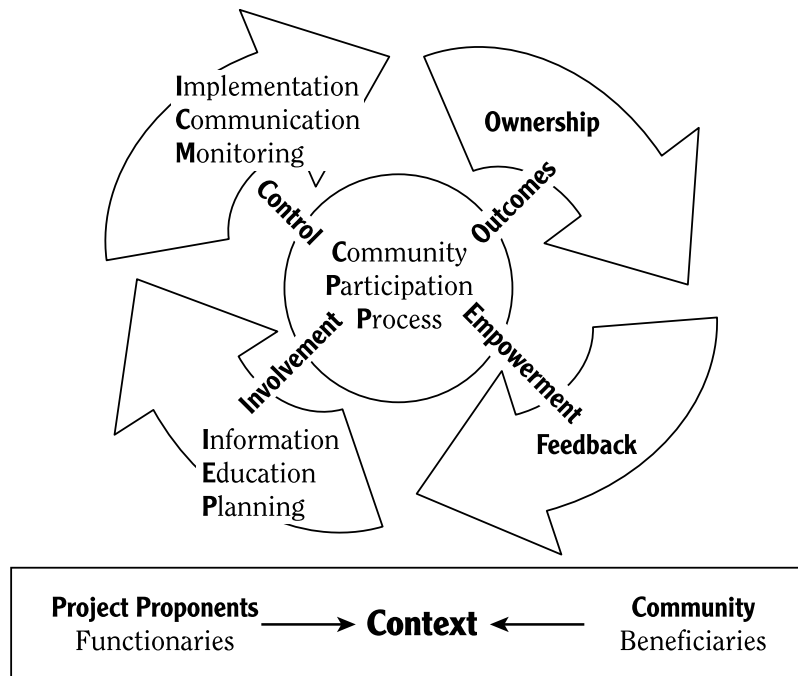 Implementation
Communication
Monitoring
Ownership
Control
Outcomes
Community
Participation
Process
Involvement
Empowerment
Information
Education
Planning
Feedback
Project Proponents
Functionaries
Context
Community
Beneficiaries